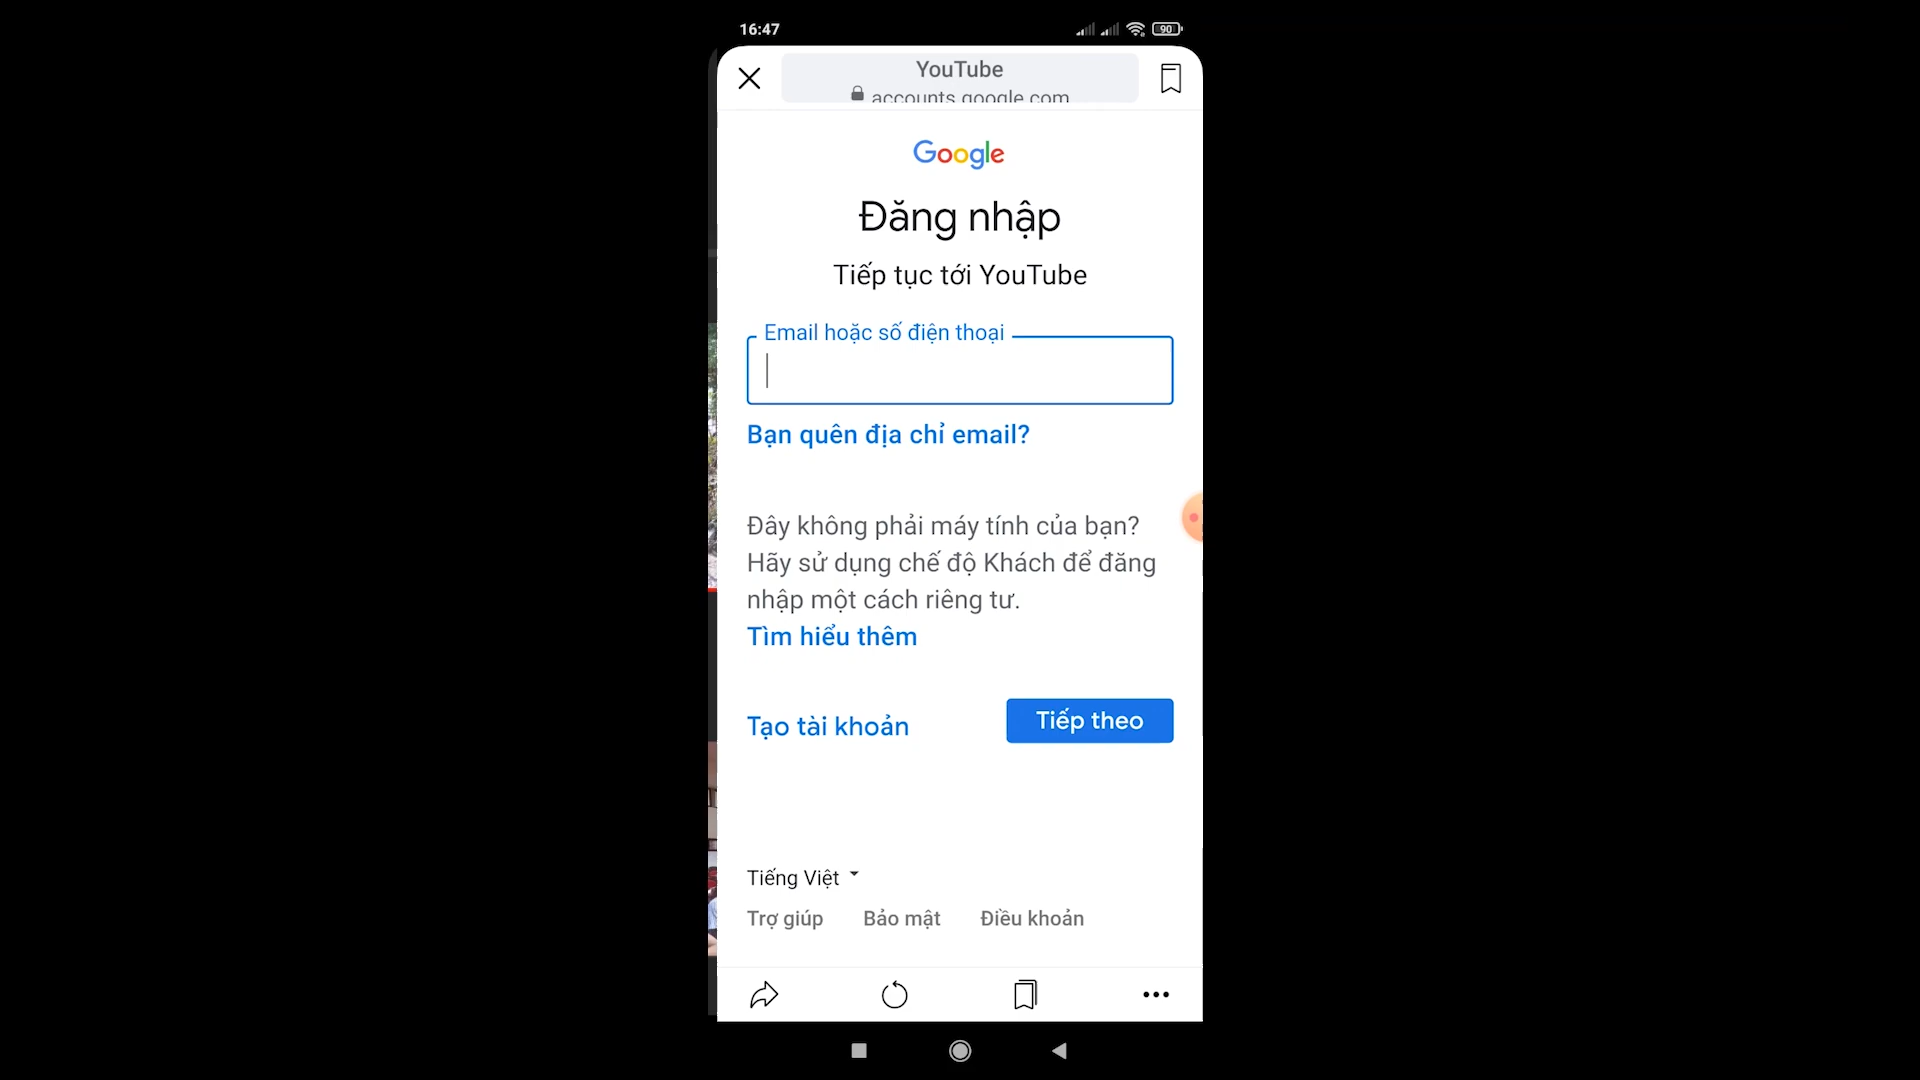 16:47
90
YouTube
accounts.google.com
Google
Đăng nhập
Tiếp tục tới YouTube
Email hoặc số điện thoại
Bạn quên địa chỉ email?
Đây không phải máy tính của bạn?
Hãy sử dụng chế độ Khách để đăng
nhập một cách riêng tư.
Tìm hiểu thêm
Tạo tài khoản
Tiếp theo
Tiếng Việt
Trợ giúp
Bảo mật
Điều khoản